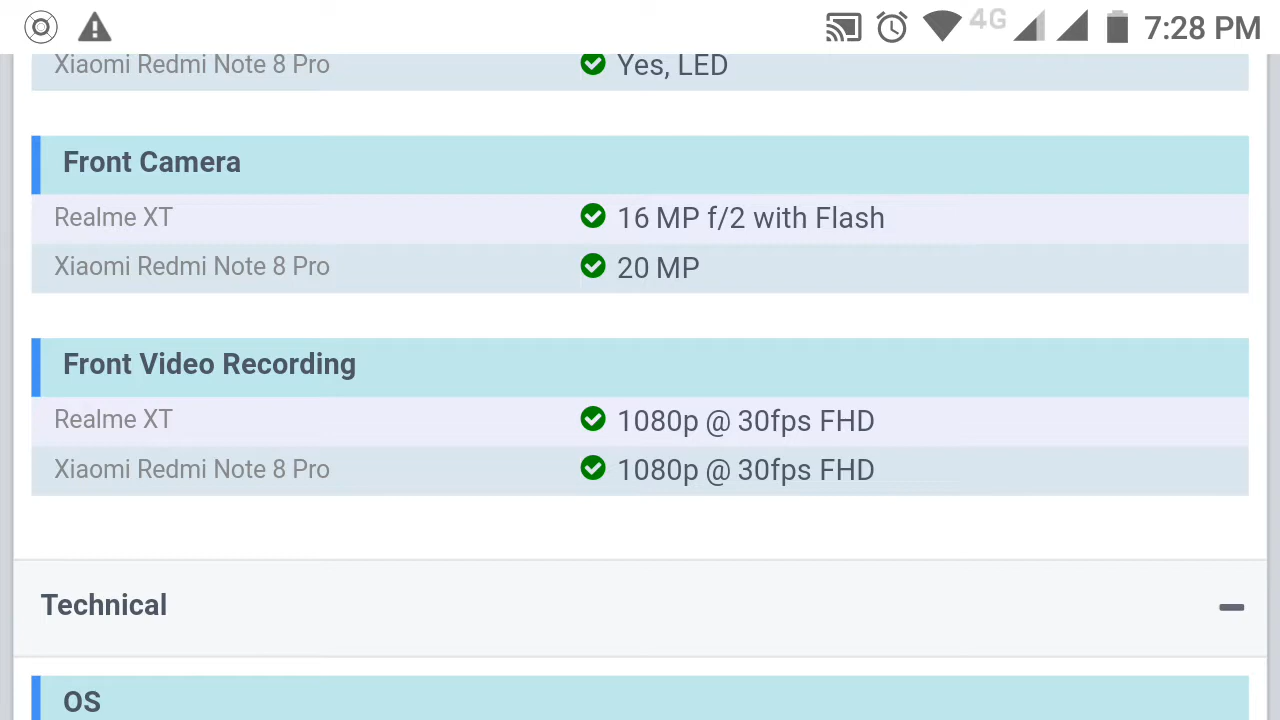 4G 7:28 PM
Xiaomi Redmi Note 8 Pro Yes, LED
Front Camera
Realme XT 16 MP f/2 with Flash
Xiaomi Redmi Note 8 Pro 20 MP
Front Video Recording
Realme XT 1080p @ 30fps FHD
Xiaomi Redmi Note 8 Pro 1080p @ 30fps FHD
Technical
OS